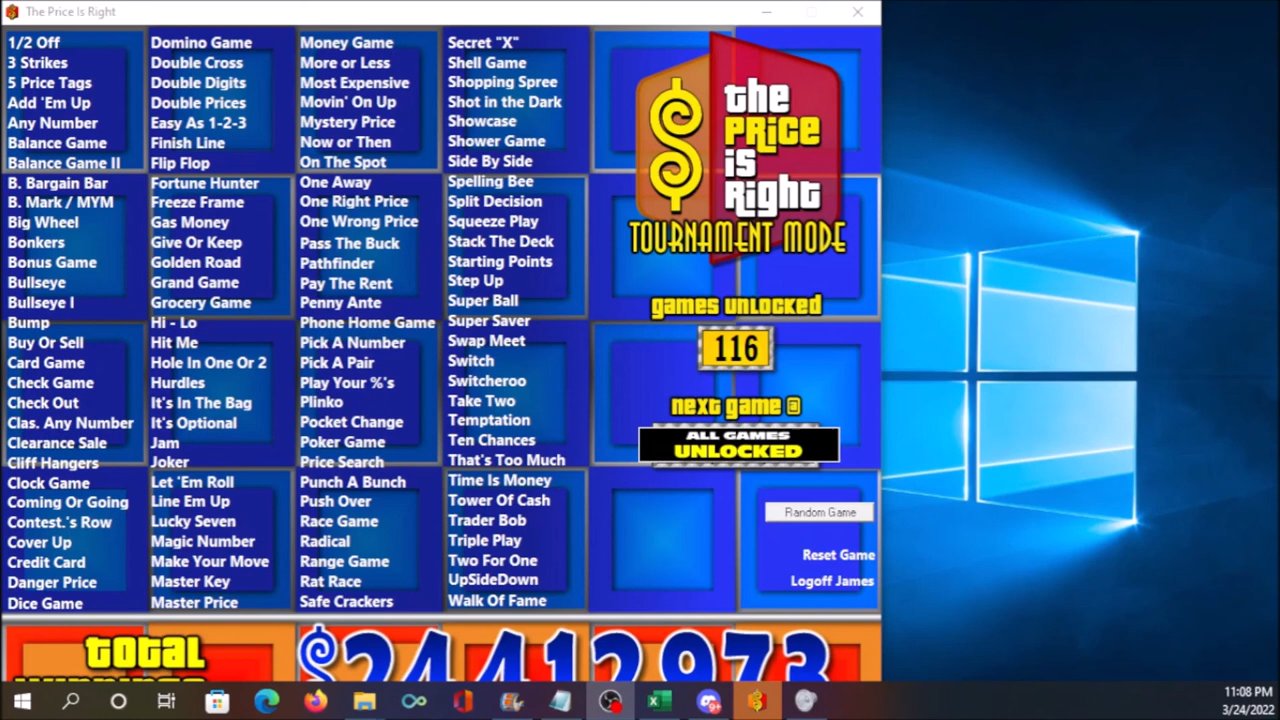 The Price Is Right
1/2 Off
3 Strikes
5 Price Tags
Add 'Em Up
Any Number
Balance Game
Balance Game II
B. Bargain Bar
B. Mark / MYM
Big Wheel
Bonkers
Bonus Game
Bullseye
Bullseye I
Bump
Buy Or Sell
Card Game
Check Game
Check Out
Clas. Any Number
Clearance Sale
Cliff Hangers
Clock Game
Coming Or Going
Contest.'s Row
Cover Up
Credit Card
Danger Price
Dice Game
Domino Game
Double Cross
Double Digits
Double Prices
Easy As 1-2-3
Finish Line
Flip Flop
Fortune Hunter
Freeze Frame
Gas Money
Give Or Keep
Golden Road
Grand Game
Grocery Game
Hi - Lo
Hit Me
Hole In One Or 2
Hurdles
It's In The Bag
It's Optional
Jam
Joker
Let 'Em Roll
Line Em Up
Lucky Seven
Magic Number
Make Your Move
Master Key
Master Price
Money Game
More or Less
Most Expensive
Movin' On Up
Mystery Price
Now or Then
On The Spot
One Away
One Right Price
One Wrong Price
Pass The Buck
Pathfinder
Pay The Rent
Penny Ante
Phone Home Game
Pick A Number
Pick A Pair
Play Your %'s
Plinko
Pocket Change
Poker Game
Price Search
Punch A Bunch
Push Over
Race Game
Radical
Range Game
Rat Race
Safe Crackers
Secret "X"
Shell Game
Shopping Spree
Shot in the Dark
Showcase
Shower Game
Side By Side
Spelling Bee
Split Decision
Squeeze Play
Stack The Deck
Starting Points
Step Up
Super Ball
Super Saver
Swap Meet
Switch
Switcheroo
Take Two
Temptation
Ten Chances
That's Too Much
Time Is Money
Tower Of Cash
Trader Bob
Triple Play
Two For One
UpSideDown
Walk Of Fame
the
PRiCe
is
Right
TOURNAMENT MODE
games unlocked
116
next game @
ALL GAMES
UNLOCKED
Random Game
Reset Game
Logoff James
total
$24,412,973
11:08 PM
3/24/2022